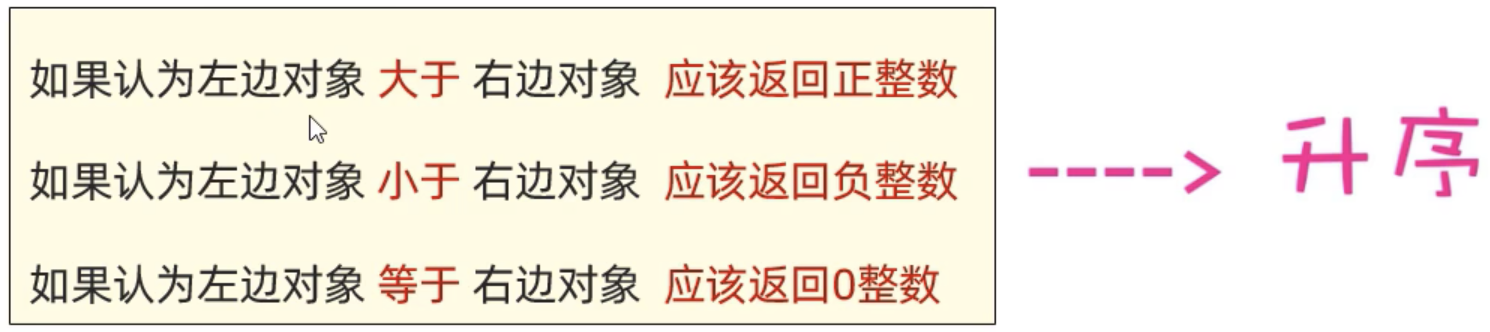 如果认为左边对象 大于 右边对象 应该返回正整数
如果认为左边对象 小于 右边对象 应该返回负整数
----> 升序
如果认为左边对象 等于 右边对象 应该返回0整数